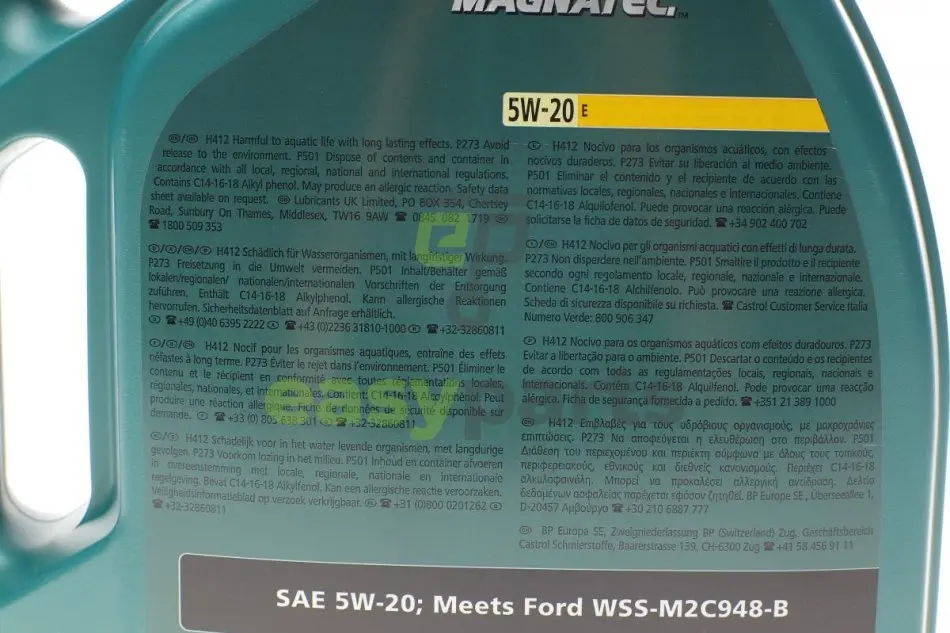 MAGNATEC
5W-20 E
H412 Harmful to aquatic life with long lasting effects. P273 Avoid
release to the environment. P501 Dispose of contents and container in
accordance with all local, regional, national and international regulations.
Contains C14-16-18 Alkyl phenol. May produce an allergic reaction. Safety data
sheet available on request. Lubricants UK Limited, PO BOX 354, Chertsey
Road, Sunbury On Thames, Middlesex, TW16 9AW ☎ 0845 082 1719
☎ 1800 509 353
H412 Schädlich für Wasserorganismen, mit langfristiger Wirkung.
P273 Freisetzung in die Umwelt vermeiden. P501 Inhalt/Behälter gemäß
lokalen/regionalen/ nationalen/internationalen Vorschriften der Entsorgung
zuführen. Enthält C14-16-18 Alkylphenol. Kann allergische Reaktionen
hervorrufen. Sicherheitsdatenblatt auf Anfrage erhältlich.
☎ +49 (0)40 6395 2222 ☎ +43 (0)2236 31810-1000 ☎ +32-32860811
H412 Nocif pour les organismes aquatiques, entraîne des effets
néfastes à long terme. P273 Éviter le rejet dans l'environnement. P501 Éliminer le
contenu et le récipient en conformité avec toutes réglementations locales,
régionales, nationales, et internationales. Contient C14-16-18 Alkylphénol. Peut
produire une réaction allergique. Fiche de données de sécurité disponible sur
demande. ☎ +33 (0) 805 638 301 ☎ +32-32860811
H412 Schadelijk voor in het water levende organismen, met langdurige
gevolgen. P273 Voorkom lozing in het milieu. P501 Inhoud en container afvoeren
in overeenstemming met locale, regionale, nationale en internationale
regelgeving. Bevat C14-16-18 Alkylfenol. Kan een allergische reactie veroorzaken.
Veiligheidsinformatieblad op verzoek verkrijgbaar. ☎ +31 (0)800 0201262
☎ +32-32860811
H412 Nocivo para los organismos acuáticos, con efectos
nocivos duraderos. P273 Evitar su liberación al medio ambiente.
P501 Eliminar el contenido y el recipiente de acuerdo con las
normativas locales, regionales, nacionales e internacionales. Contiene
C14-16-18 Alquilofenol. Puede provocar una reacción alérgica. Puede
solicitarse la ficha de datos de seguridad. ☎ +34 902 400 702
H412 Nocivo per gli organismi acquatici con effetti di lunga durata.
P273 Non disperdere nell'ambiente. P501 Smaltire il prodotto e il recipiente
secondo ogni regolamento locale, regionale, nazionale e internazionale.
Contiene C14-16-18 Alchilfenolo. Può provocare una reazione allergica.
Scheda di sicurezza disponibile su richiesta. ☎ Castrol Customer Service Italia
Numero Verde: 800 906 347
H412 Nocivo para os organismos aquáticos com efeitos duradouros. P273
Evitar a libertação para o ambiente. P501 Descartar o conteúdo e os recipientes
de acordo com todas as regulamentações locais, regionais, nacionais e
internacionais. Contém C14-16-18 Alquilfenol. Pode provocar uma reacção
alérgica. Ficha de segurança fornecida a pedido. ☎ +351 21 389 1000
H412 Επιβλαβές για τους υδρόβιους οργανισμούς, με μακροχρόνιες
επιπτώσεις. P273 Να αποφεύγεται η ελευθέρωση στο περιβάλλον. P501
Διάθεση του περιεχομένου και περιέκτη σύμφωνα με όλους τους τοπικούς,
περιφερειακούς, εθνικούς και διεθνείς κανονισμούς. Περιέχει C14-16-18
αλκυλοφαινόλη. Μπορεί να προκαλέσει αλλεργική αντίδραση. Δελτίο
δεδομένων ασφαλείας παρέχεται εφόσον ζητηθεί. BP Europe SE, Überseeallee 1,
D-20457 Αμβούργο ☎ +30 210 6887 777
BP Europa SE, Zweigniederlassung BP (Switzerland) Zug, Geschäftsbereich
Castrol Schmierstoffe, Baarerstrasse 139, CH-6300 Zug ☎ +41 58 456 91 11
easyparts
SAE 5W-20; Meets Ford WSS-M2C948-B